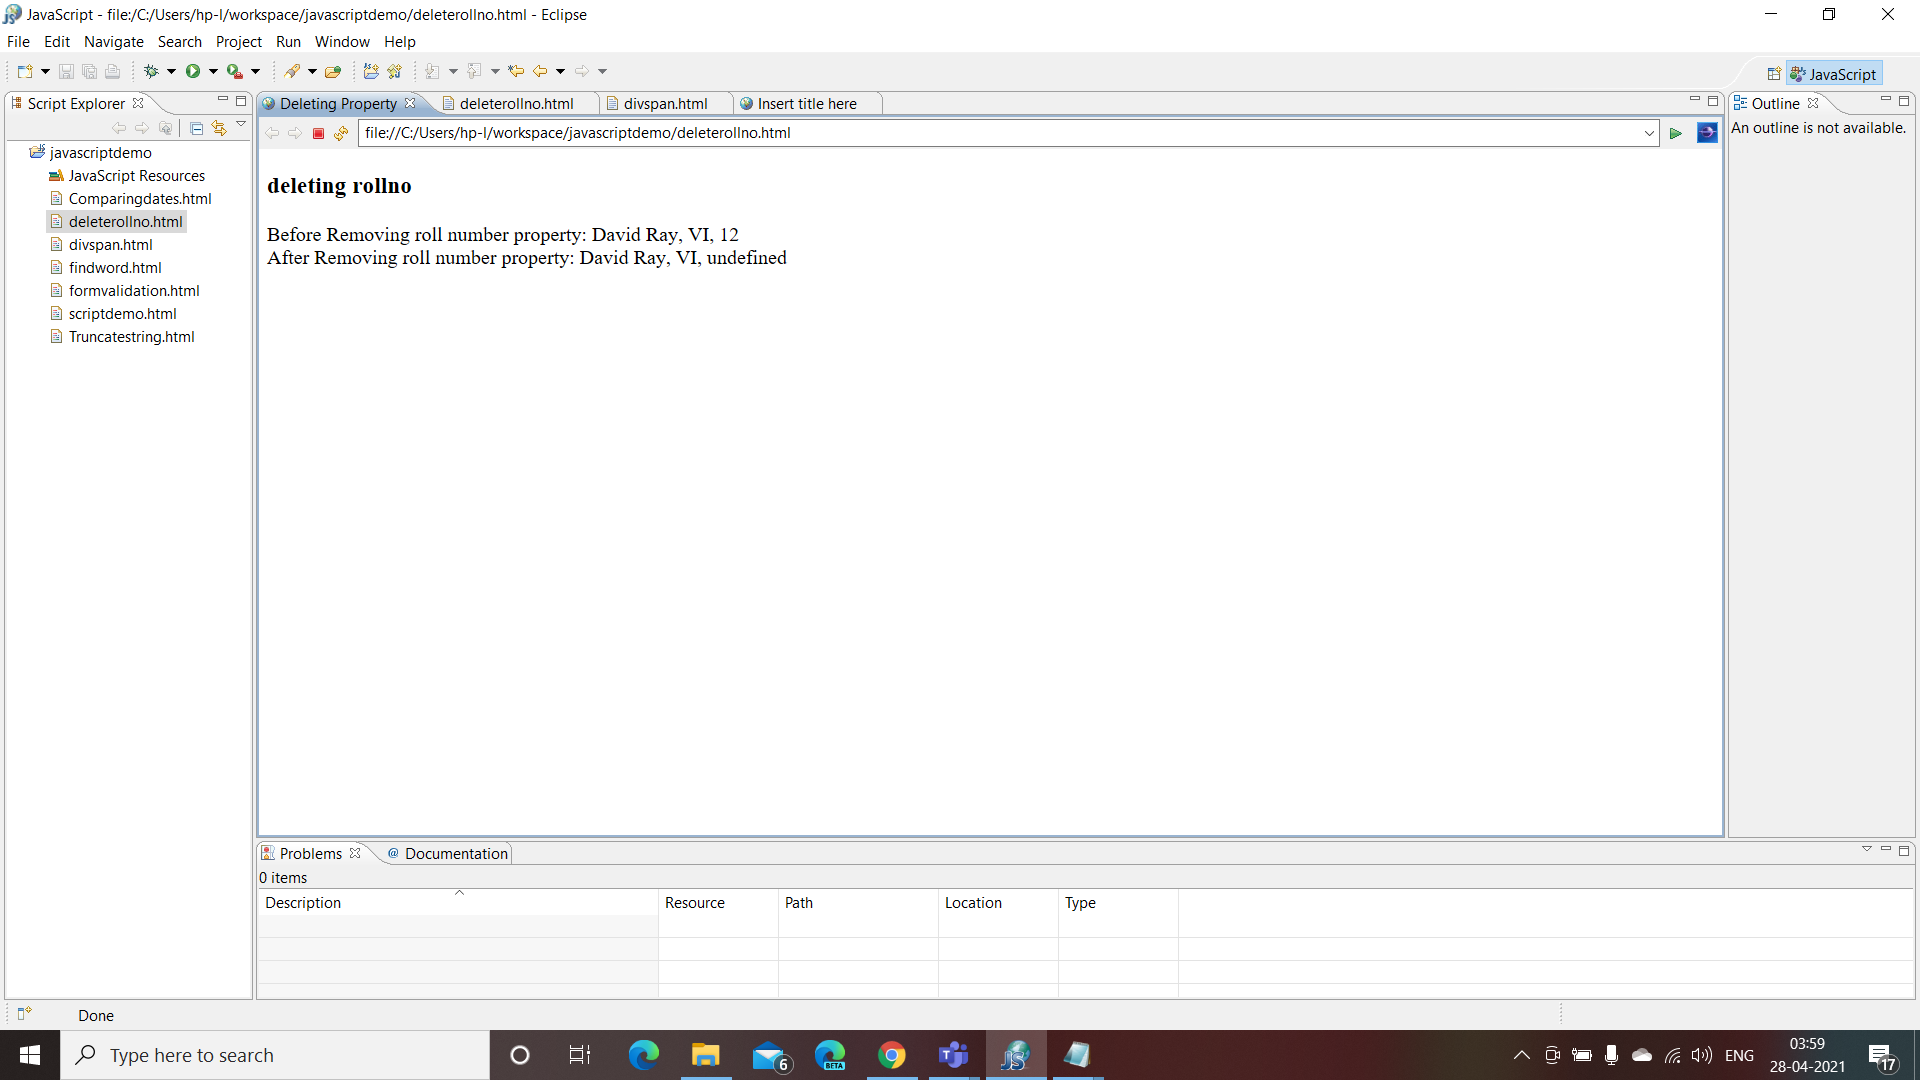 JavaScript - file:/C:/Users/hp-l/workspace/javascriptdemo/deleterollno.html - Eclipse
File Edit Navigate Search Project Run Window Help
JavaScript
Script Explorer
Deleting Property
deleterollno.html
divspan.html
Insert title here
Outline
file://C:/Users/hp-l/workspace/javascriptdemo/deleterollno.html
An outline is not available.
javascriptdemo
JavaScript Resources
Comparingdates.html
deleterollno.html
divspan.html
findword.html
formvalidation.html
scriptdemo.html
Truncatestring.html
deleting rollno
Before Removing roll number property: David Ray, VI, 12
After Removing roll number property: David Ray, VI, undefined
Problems
@ Documentation
0 items
Description Resource Path Location Type
Done
Type here to search
6
BETA
T
JS
ENG
03:59
28-04-2021
17